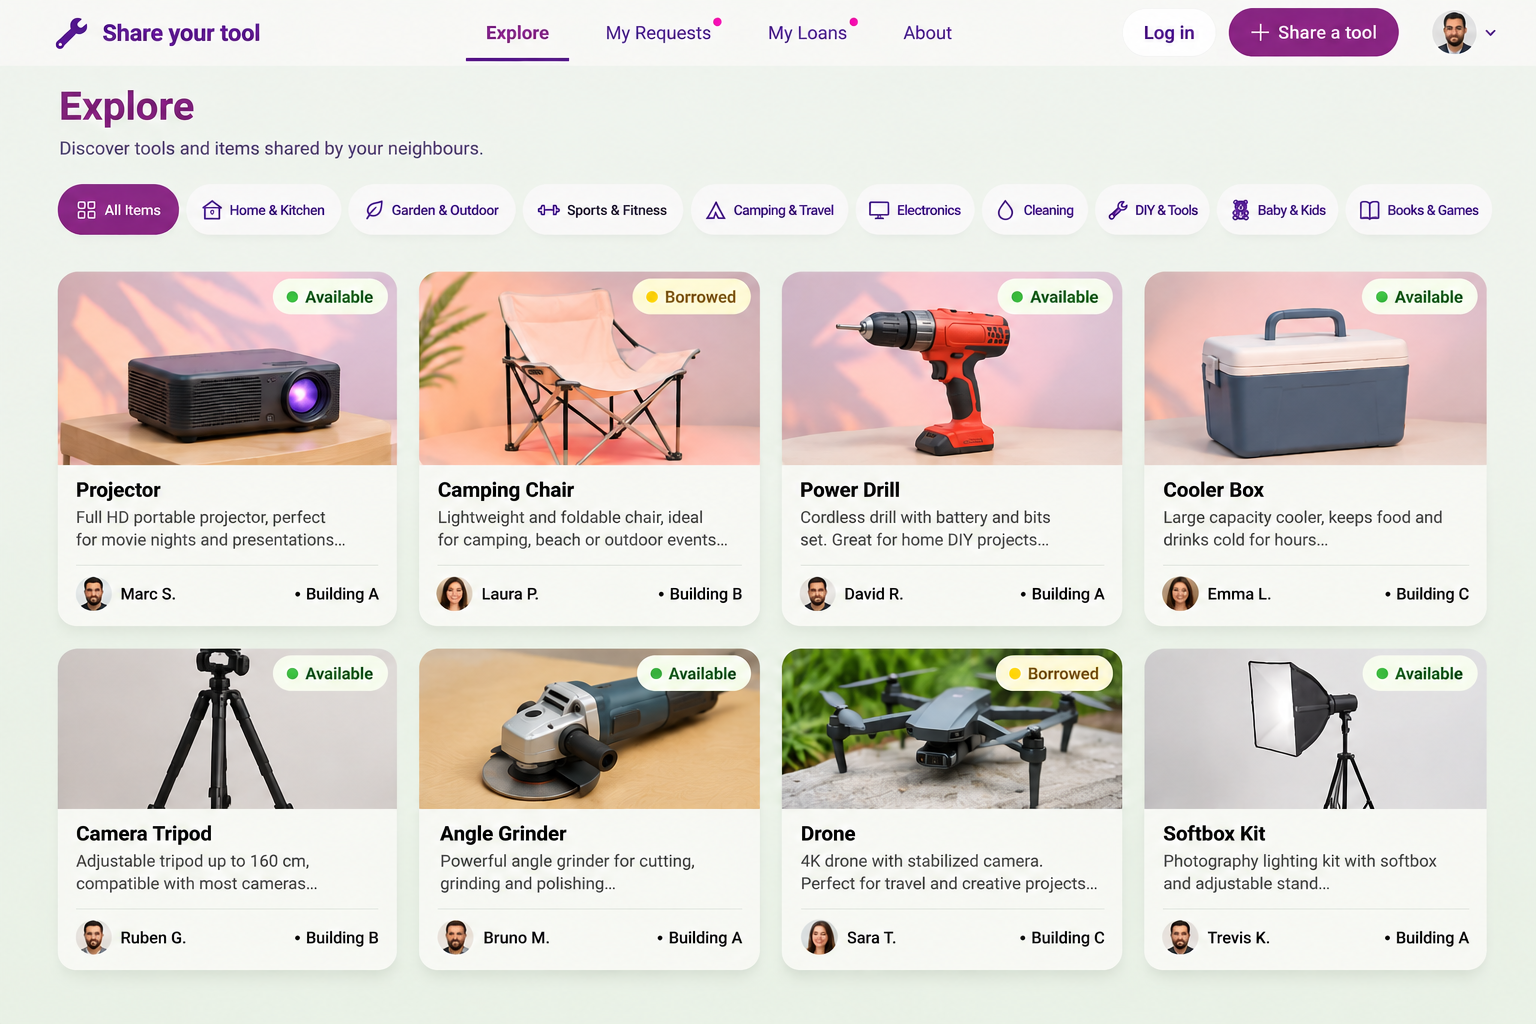 Share your tool
Explore
My Requests
My Loans
About
Log in
Share a tool
Explore
Discover tools and items shared by your neighbours.
All Items
Home & Kitchen
Garden & Outdoor
Sports & Fitness
Camping & Travel
Electronics
Cleaning
DIY & Tools
Baby & Kids
Books & Games
Available
Projector
Full HD portable projector, perfect
for movie nights and presentations...
Marc S.
• Building A
Borrowed
Camping Chair
Lightweight and foldable chair, ideal
for camping, beach or outdoor events...
Laura P.
• Building B
Available
Power Drill
Cordless drill with battery and bits
set. Great for home DIY projects...
David R.
• Building A
Available
Cooler Box
Large capacity cooler, keeps food and
drinks cold for hours...
Emma L.
• Building C
Available
Camera Tripod
Adjustable tripod up to 160 cm,
compatible with most cameras...
Ruben G.
• Building B
Available
Angle Grinder
Powerful angle grinder for cutting,
grinding and polishing...
Bruno M.
• Building A
Borrowed
Drone
4K drone with stabilized camera.
Perfect for travel and creative projects...
Sara T.
• Building C
Available
Softbox Kit
Photography lighting kit with softbox
and adjustable stand...
Trevis K.
• Building A